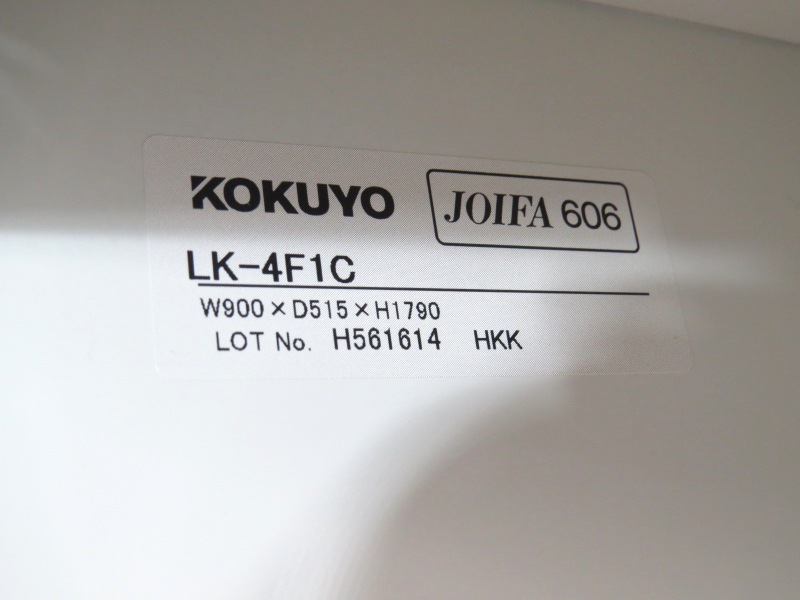 KOKUYO JOIFA 606
LK-4F1C
W900×D515×H1790
LOT No. H561614 HKK